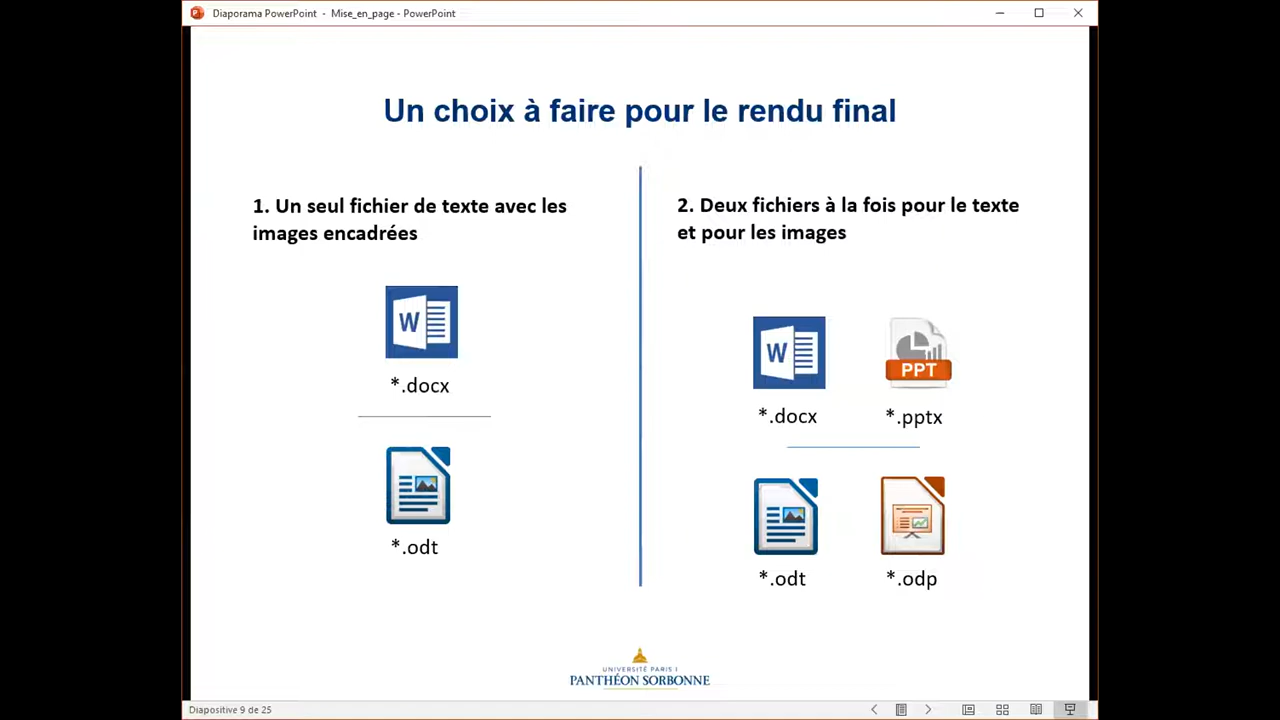 Diaporama PowerPoint - Mise_en_page - PowerPoint
Un choix à faire pour le rendu final
1. Un seul fichier de texte avec les
images encadrées
W
*.docx
*.odt
2. Deux fichiers à la fois pour le texte
et pour les images
W
PPT
*.docx
*.pptx
*.odt
*.odp
UNIVERSITÉ PARIS I
PANTHÉON SORBONNE
Diapositive 9 de 25